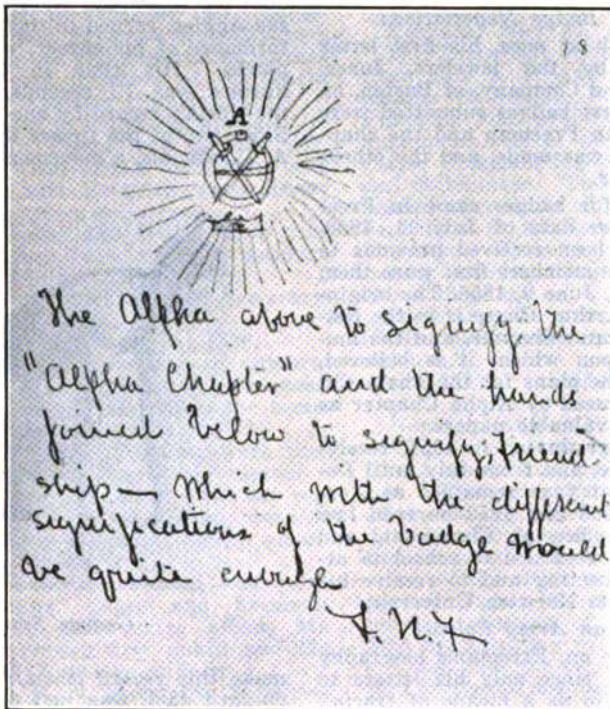 18
A
The Alpha above to signify the
"Alpha Chapter" and the hands
joined below to signify, friend
ship — which with the different
significations of the badge would
be quite enough